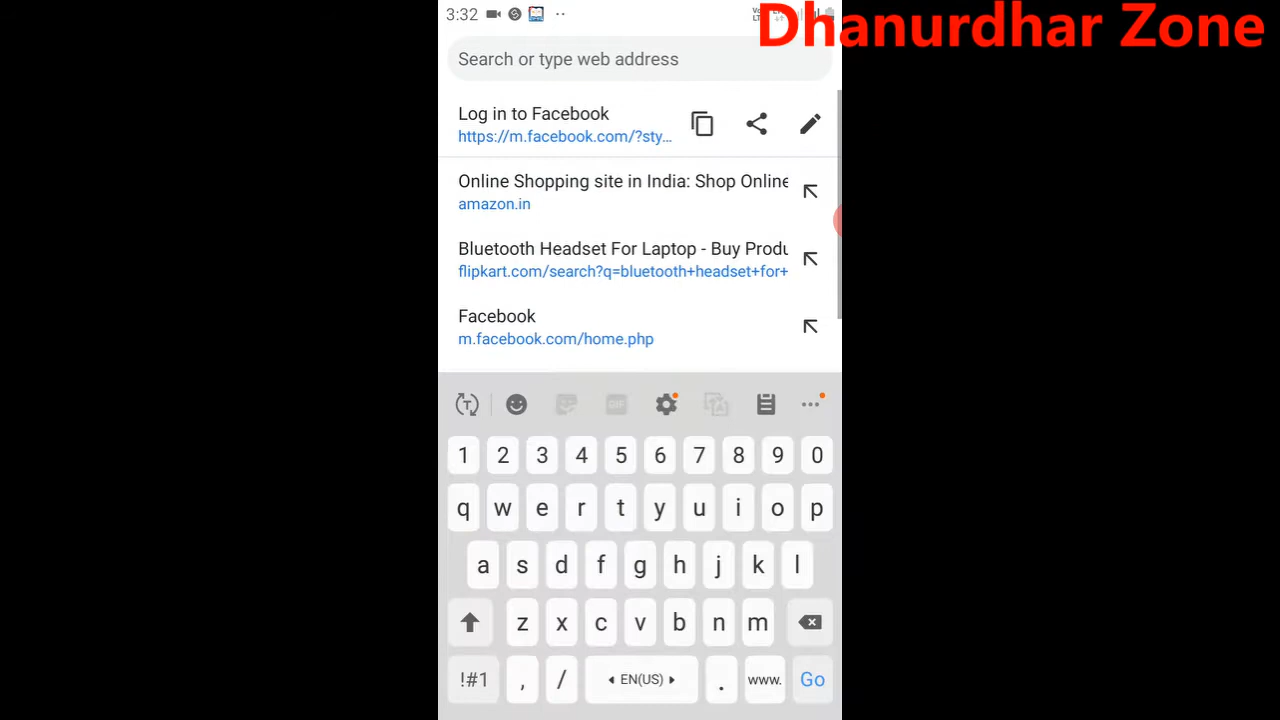 3:32
Dhanurdhar Zone
Search or type web address
Log in to Facebook
https://m.facebook.com/?sty...
Online Shopping site in India: Shop Online
amazon.in
Bluetooth Headset For Laptop - Buy Produ
flipkart.com/search?q=bluetooth+headset+for+
Facebook
m.facebook.com/home.php
GIF
1 2 3 4 5 6 7 8 9 0
q w e r t y u i o p
a s d f g h j k l
z x c v b n m
!#1 , / EN(US) . www. Go